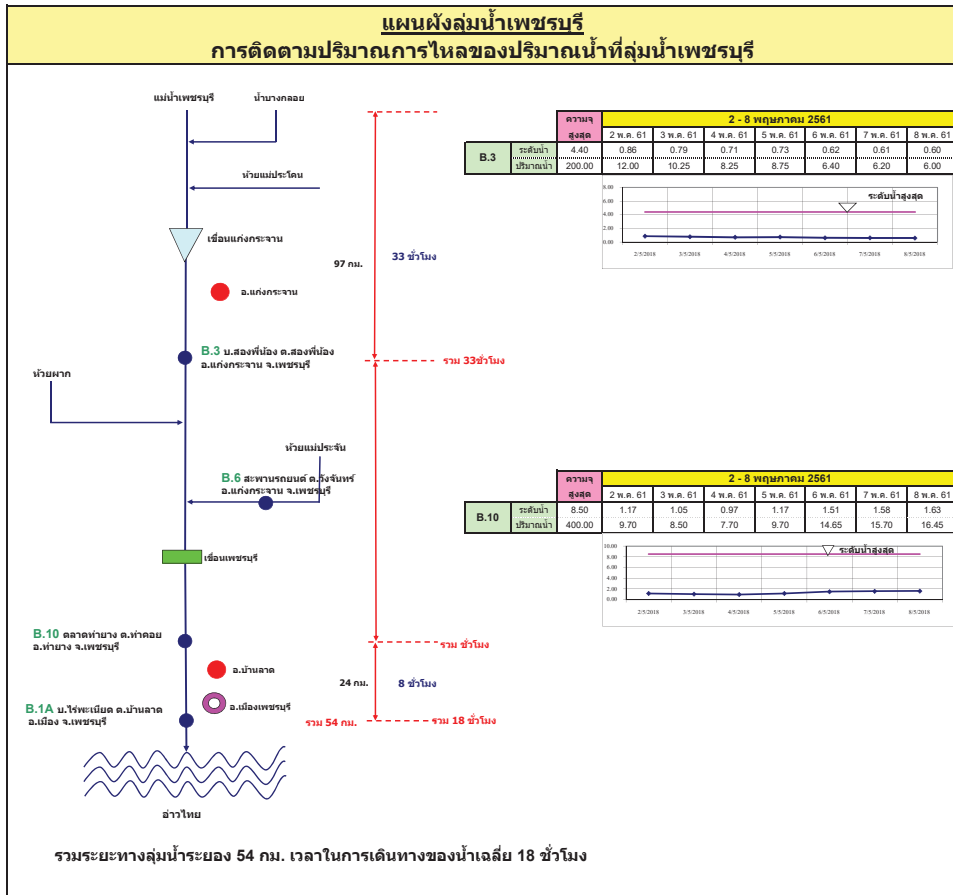 แผนผังลุ่มน้ำเพชรบุรี
การติดตามปริมาณการไหลของปริมาณน้ำที่ลุ่มน้ำเพชรบุรี
แม่น้ำเพชรบุรี
น้ำบางกลอย
ห้วยแม่ประโดน
เขื่อนแก่งกระจาน
97 กม.
33 ชั่วโมง
อ.แก่งกระจาน
B.3 บ.สองพี่น้อง ต.สองพี่น้อง
อ.แก่งกระจาน จ.เพชรบุรี
รวม 33ชั่วโมง
ห้วยผาก
ห้วยแม่ประจัน
B.6 สะพานรถยนต์ ต.วังจันทร์
อ.แก่งกระจาน จ.เพชรบุรี
เขื่อนเพชรบุรี
B.10 ตลาดท่ายาง ต.ท่าคอย
อ.ท่ายาง จ.เพชรบุรี
รวม ชั่วโมง
อ.บ้านลาด
24 กม.
8 ชั่วโมง
อ.เมืองเพชรบุรี
B.1A บ.ไร่พะเนียด ต.บ้านลาด
อ.เมือง จ.เพชรบุรี
รวม 54 กม.
รวม 18 ชั่วโมง
อ่าวไทย
รวมระยะทางลุ่มน้ำระยอง 54 กม. เวลาในการเดินทางของน้ำเฉลี่ย 18 ชั่วโมง
ความจุ
สูงสุด
2 - 8 พฤษภาคม 2561
2 พ.ค. 61 3 พ.ค. 61 4 พ.ค. 61 5 พ.ค. 61 6 พ.ค. 61 7 พ.ค. 61 8 พ.ค. 61
B.3
ระดับน้ำ 4.40 0.86 0.79 0.71 0.73 0.62 0.61 0.60
ปริมาณน้ำ 200.00 12.00 10.25 8.25 8.75 6.40 6.20 6.00
8.00
6.00
4.00
2.00
0.00
ระดับน้ำสูงสุด
2/5/2018 3/5/2018 4/5/2018 5/5/2018 6/5/2018 7/5/2018 8/5/2018
ความจุ
สูงสุด
2 - 8 พฤษภาคม 2561
2 พ.ค. 61 3 พ.ค. 61 4 พ.ค. 61 5 พ.ค. 61 6 พ.ค. 61 7 พ.ค. 61 8 พ.ค. 61
B.10
ระดับน้ำ 8.50 1.17 1.05 0.97 1.17 1.51 1.58 1.63
ปริมาณน้ำ 400.00 9.70 8.50 7.70 9.70 14.65 15.70 16.45
10.00
8.00
6.00
4.00
2.00
0.00
ระดับน้ำสูงสุด
2/5/2018 3/5/2018 4/5/2018 5/5/2018 6/5/2018 7/5/2018 8/5/2018